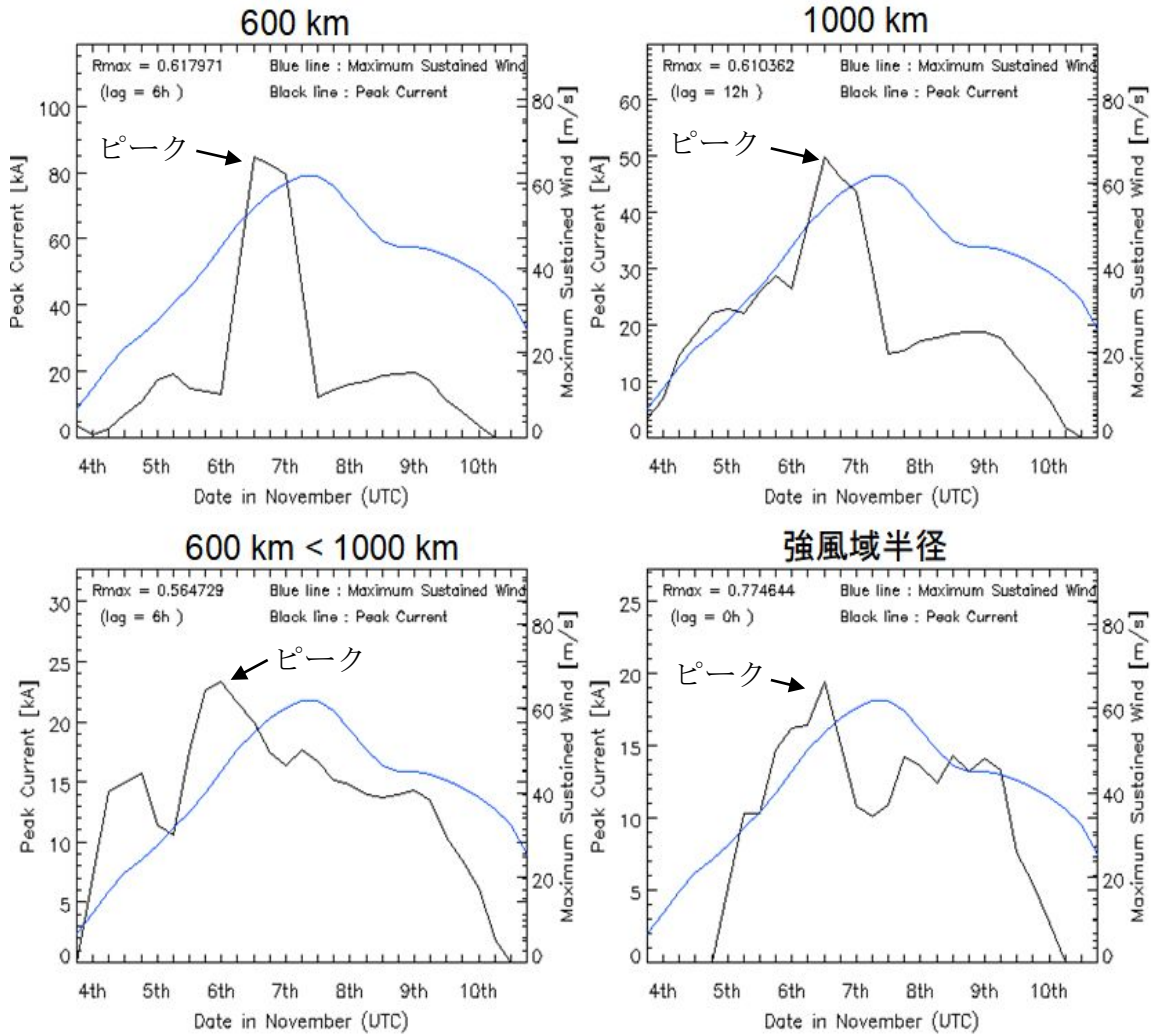 600 km
Rmax = 0.617971 Blue line : Maximum Sustained Wind
(lag = 6h ) Black line : Peak Current
ピーク
Peak Current [kA]
100
80
60
40
20
0
Maximum Sustained Wind [m/s]
80
60
40
20
0
4th 5th 6th 7th 8th 9th 10th
Date in November (UTC)
1000 km
Rmax = 0.610362 Blue line : Maximum Sustained Wind
(lag = 12h ) Black line : Peak Current
ピーク
Peak Current [kA]
60
50
40
30
20
10
0
Maximum Sustained Wind [m/s]
80
60
40
20
0
4th 5th 6th 7th 8th 9th 10th
Date in November (UTC)
600 km < 1000 km
Rmax = 0.564729 Blue line : Maximum Sustained Wind
(lag = 6h ) Black line : Peak Current
ピーク
Peak Current [kA]
30
25
20
15
10
5
0
Maximum Sustained Wind [m/s]
80
60
40
20
0
4th 5th 6th 7th 8th 9th 10th
Date in November (UTC)
強風域半径
Rmax = 0.774644 Blue line : Maximum Sustained Wind
(lag = 0h ) Black line : Peak Current
ピーク
Peak Current [kA]
25
20
15
10
5
0
Maximum Sustained Wind [m/s]
80
60
40
20
0
4th 5th 6th 7th 8th 9th 10th
Date in November (UTC)